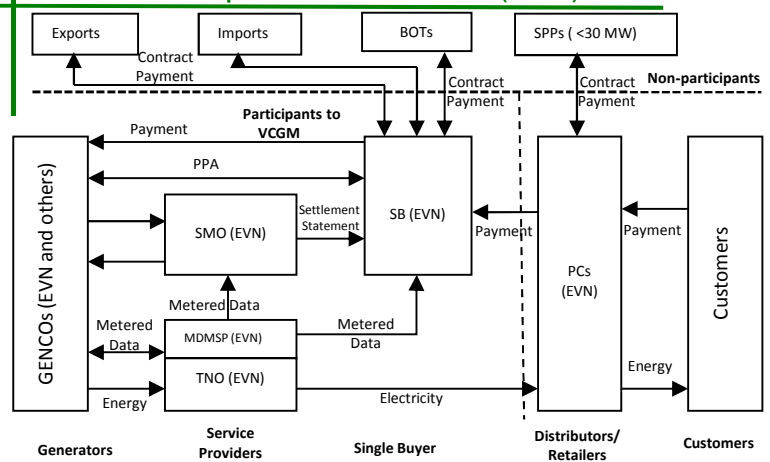 Exports
Imports
BOTs
SPPs ( <30 MW)
Contract
Payment
Contract
Payment
Contract
Payment
Non-participants
Participants to
VCGM
Payment
PPA
GENCOs (EVN and others)
SMO (EVN)
Settlement
Statement
SB (EVN)
Payment
PCs
(EVN)
Payment
Customers
Metered Data
Metered
Data
MDMSP (EVN)
Metered
Data
TNO (EVN)
Energy
Electricity
Energy
Generators
Service
Providers
Single Buyer
Distributors/
Retailers
Customers